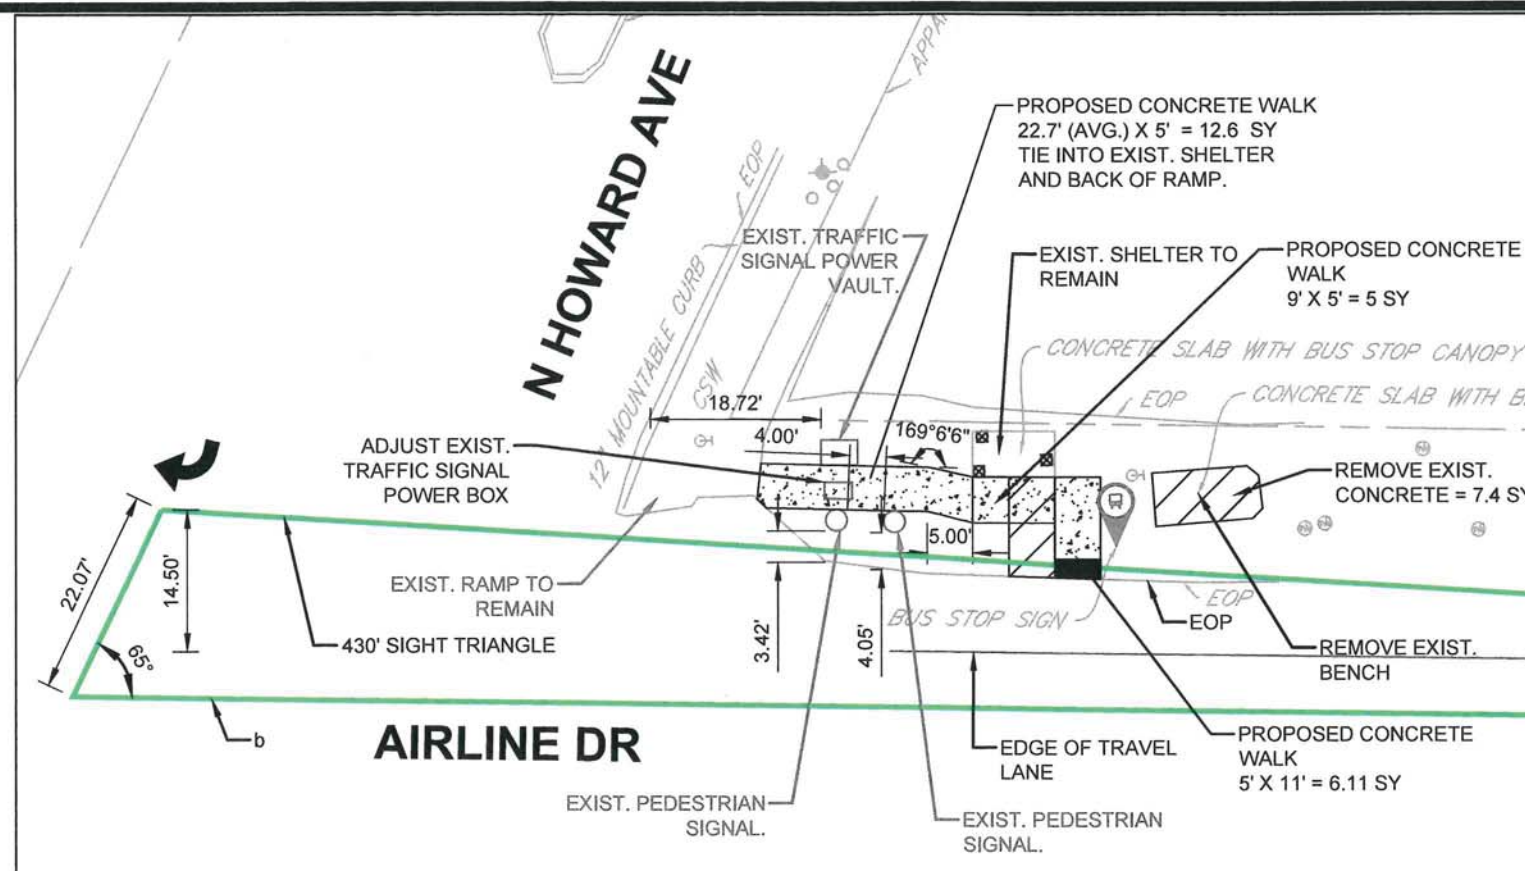 N HOWARD AVE
EOP
PROPOSED CONCRETE WALK
22.7' (AVG.) X 5' = 12.6 SY
TIE INTO EXIST. SHELTER
AND BACK OF RAMP.
EXIST. TRAFFIC
SIGNAL POWER
VAULT.
EXIST. SHELTER TO
REMAIN
PROPOSED CONCRETE
WALK
9' X 5' = 5 SY
12" MOUNTABLE CURB
CSW
CONCRETE SLAB WITH BUS STOP CANOPY
EOP
CONCRETE SLAB WITH
18.72'
4.00'
169°6'6"
ADJUST EXIST.
TRAFFIC SIGNAL
POWER BOX
REMOVE EXIST.
CONCRETE = 7.4
22.07'
14.50'
65°
5.00'
EXIST. RAMP TO
REMAIN
3.42'
4.05'
BUS STOP SIGN
EOP
EOP
430' SIGHT TRIANGLE
REMOVE EXIST.
BENCH
b
AIRLINE DR
EDGE OF TRAVEL
LANE
PROPOSED CONCRETE
WALK
5' X 11' = 6.11 SY
EXIST. PEDESTRIAN
SIGNAL.
EXIST. PEDESTRIAN
SIGNAL.